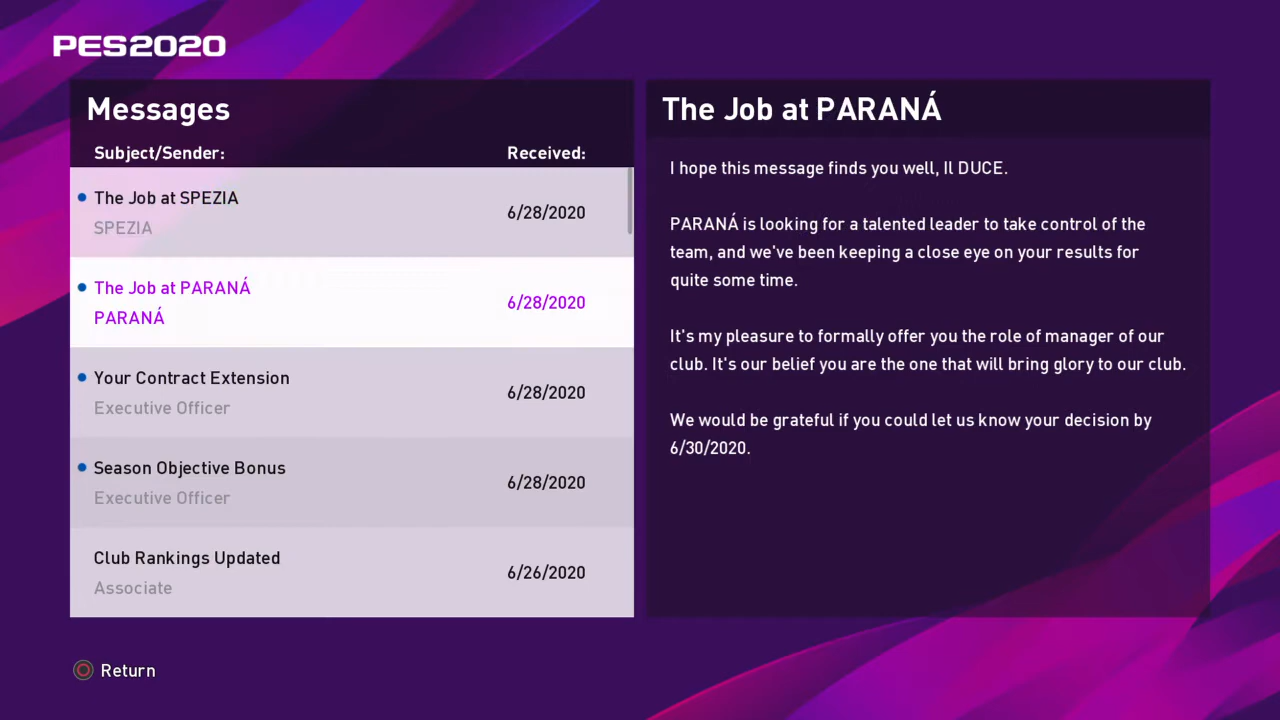 PES2020
Messages
Subject/Sender: Received:
The Job at SPEZIA
SPEZIA
6/28/2020
The Job at PARANÁ
PARANÁ
6/28/2020
Your Contract Extension
Executive Officer
6/28/2020
Season Objective Bonus
Executive Officer
6/28/2020
Club Rankings Updated
Associate
6/26/2020
The Job at PARANÁ
I hope this message finds you well, Il DUCE.
PARANÁ is looking for a talented leader to take control of the
team, and we've been keeping a close eye on your results for
quite some time.
It's my pleasure to formally offer you the role of manager of our
club. It's our belief you are the one that will bring glory to our club.
We would be grateful if you could let us know your decision by
6/30/2020.
Return